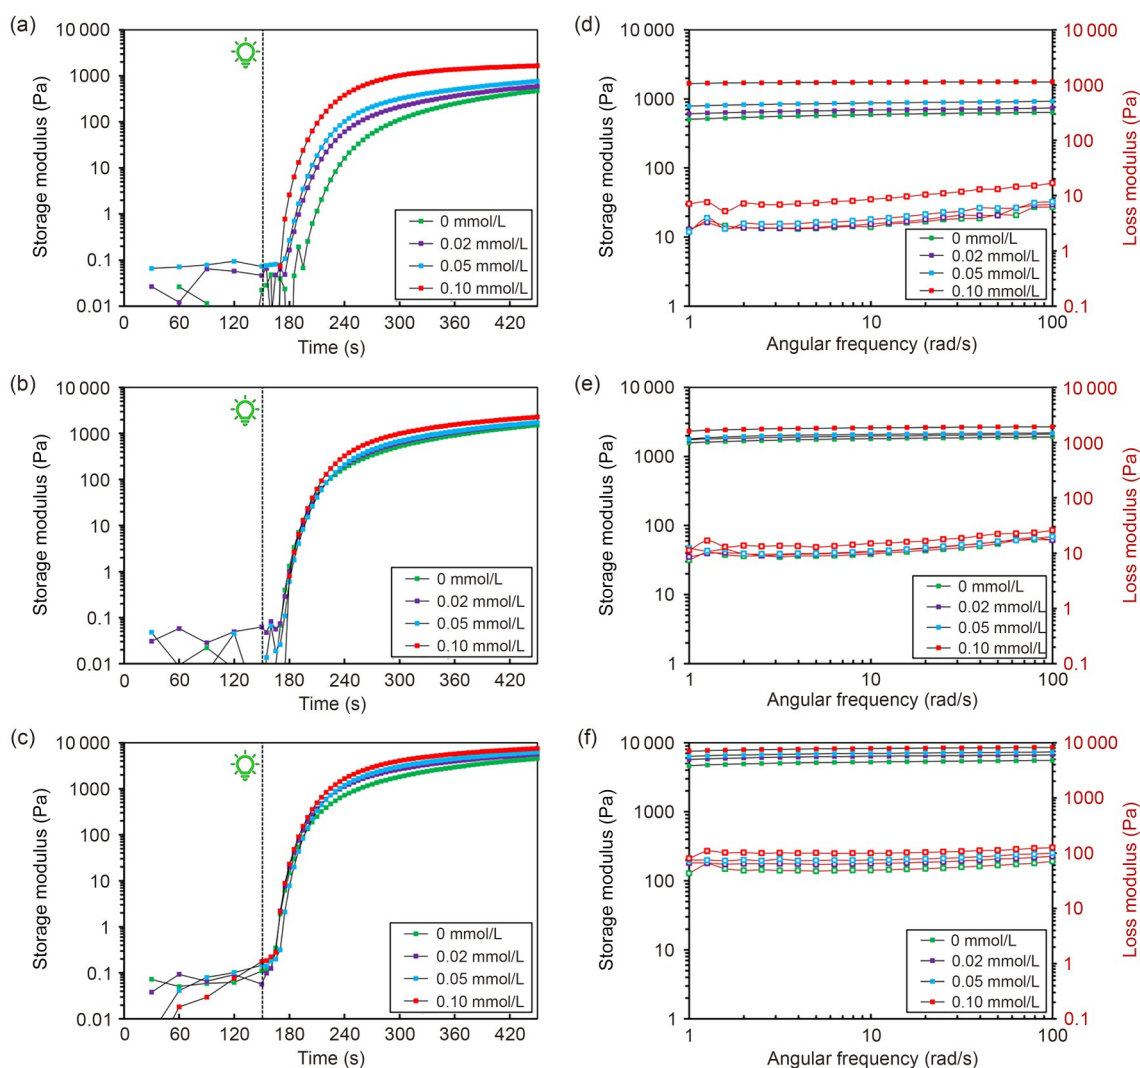 (a)
10 000
1000
100
10
1
0.1
0.01
Storage modulus (Pa)
0 mmol/L
0.02 mmol/L
0.05 mmol/L
0.10 mmol/L
0 60 120 180 240 300 360 420
Time (s)
(d)
10 000
1000
100
10
1
Storage modulus (Pa)
10 000
1000
100
10
1
0.1
Loss modulus (Pa)
0 mmol/L
0.02 mmol/L
0.05 mmol/L
0.10 mmol/L
1 10 100
Angular frequency (rad/s)
(b)
10 000
1000
100
10
1
0.1
0.01
Storage modulus (Pa)
0 mmol/L
0.02 mmol/L
0.05 mmol/L
0.10 mmol/L
0 60 120 180 240 300 360 420
Time (s)
(e)
10 000
1000
100
10
1
Storage modulus (Pa)
10 000
1000
100
10
1
0.1
Loss modulus (Pa)
0 mmol/L
0.02 mmol/L
0.05 mmol/L
0.10 mmol/L
1 10 100
Angular frequency (rad/s)
(c)
10 000
1000
100
10
1
0.1
0.01
Storage modulus (Pa)
0 mmol/L
0.02 mmol/L
0.05 mmol/L
0.10 mmol/L
0 60 120 180 240 300 360 420
Time (s)
(f)
10 000
1000
100
10
1
Storage modulus (Pa)
10 000
1000
100
10
1
0.1
Loss modulus (Pa)
0 mmol/L
0.02 mmol/L
0.05 mmol/L
0.10 mmol/L
1 10 100
Angular frequency (rad/s)